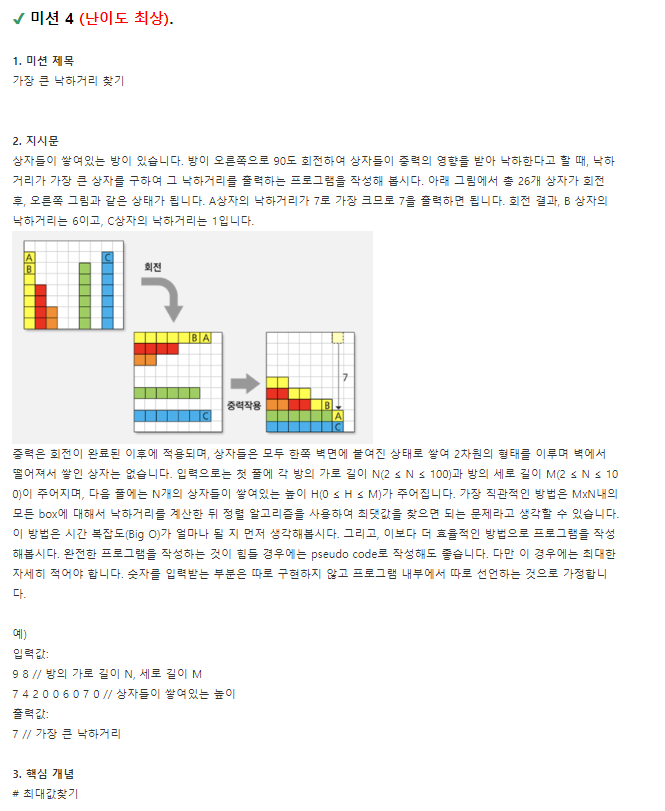 ✔ 미션 4 (난이도 최상).
1. 미션 제목
가장 큰 낙하거리 찾기
2. 지시문
상자들이 쌓여있는 방이 있습니다. 방이 오른쪽으로 90도 회전하여 상자들이 중력의 영향을 받아 낙하한다고 할 때, 낙하
거리가 가장 큰 상자를 구하여 그 낙하거리를 출력하는 프로그램을 작성해 봅시다. 아래 그림에서 총 26개 상자가 회전
후, 오른쪽 그림과 같은 상태가 됩니다. A상자의 낙하거리가 7로 가장 크므로 7을 출력하면 됩니다. 회전 결과, B 상자의
낙하거리는 6이고, C상자의 낙하거리는 1입니다.
A
C
B
회전
B A
C
중력작용
7
B
A
C
중력은 회전이 완료된 이후에 적용되며, 상자들은 모두 한쪽 벽면에 붙여진 상태로 쌓여 2차원의 형태를 이루며 벽에서
떨어져서 쌓인 상자는 없습니다. 입력으로는 첫 풀에 각 방의 가로 길이 N(2 ≤ N ≤ 100)과 방의 세로 길이 M(2 ≤ N ≤ 10
0)이 주어지며, 다음 풀에는 N개의 상자들이 쌓여있는 높이 H(0 ≤ H ≤ M)가 주어집니다. 가장 직관적인 방법은 MxN내의
모든 box에 대해서 낙하거리를 계산한 뒤 정렬 알고리즘을 사용하여 최댓값을 찾으면 되는 문제라고 생각할 수 있습니다.
이 방법은 시간 복잡도(Big O)가 얼마나 될 지 먼저 생각해봅시다. 그리고, 이보다 더 효율적인 방법으로 프로그램을 작성
해봅시다. 완전한 프로그램을 작성하는 것이 힘들 경우에는 pseudo code로 작성해도 좋습니다. 다만 이 경우에는 최대한
자세히 적어야 합니다. 숫자를 입력받는 부분은 따로 구현하지 않고 프로그램 내부에서 따로 선언하는 것으로 가정합니
다.
예)
입력값:
9 8 // 방의 가로 길이 N, 세로 길이 M
7 4 2 0 0 6 0 7 0 // 상자들이 쌓여있는 높이
출력값:
7 // 가장 큰 낙하거리
3. 핵심 개념
# 최대값찾기